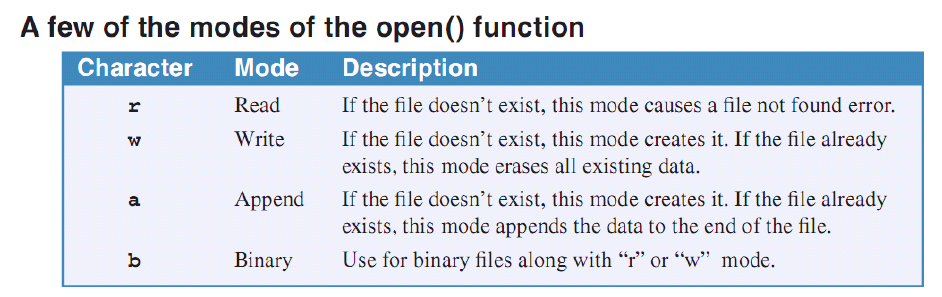 A few of the modes of the open() function
Character Mode Description
r Read If the file doesn't exist, this mode causes a file not found error.
w Write If the file doesn't exist, this mode creates it. If the file already
exists, this mode erases all existing data.
a Append If the file doesn't exist, this mode creates it. If the file already
exists, this mode appends the data to the end of the file.
b Binary Use for binary files along with “r” or “w” mode.